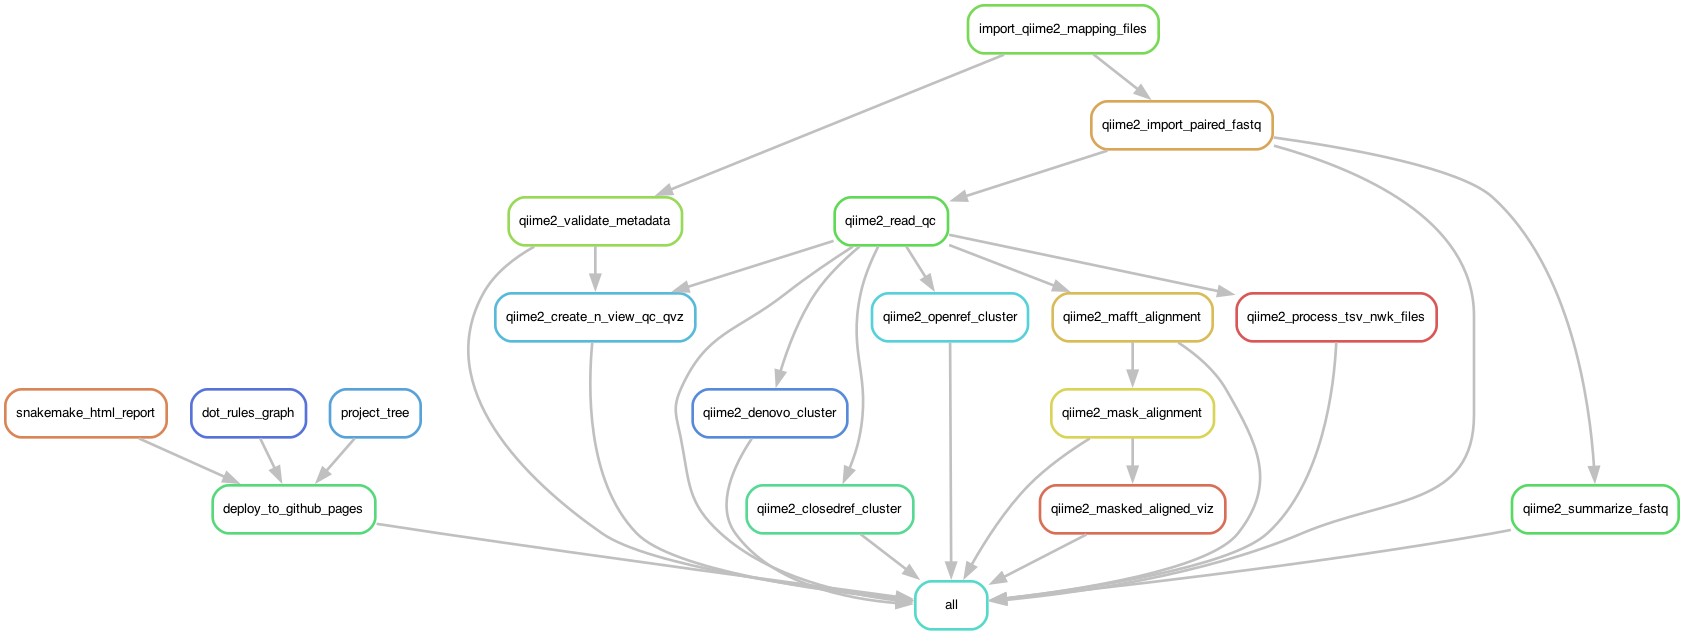 import_qiime2_mapping_files
qiime2_import_paired_fastq
qiime2_validate_metadata
qiime2_read_qc
qiime2_create_n_view_qc_qvz
qiime2_openref_cluster
qiime2_mafft_alignment
qiime2_process_tsv_nwk_files
snakemake_html_report
dot_rules_graph
project_tree
qiime2_denovo_cluster
qiime2_mask_alignment
deploy_to_github_pages
qiime2_closedref_cluster
qiime2_masked_aligned_viz
qiime2_summarize_fastq
all